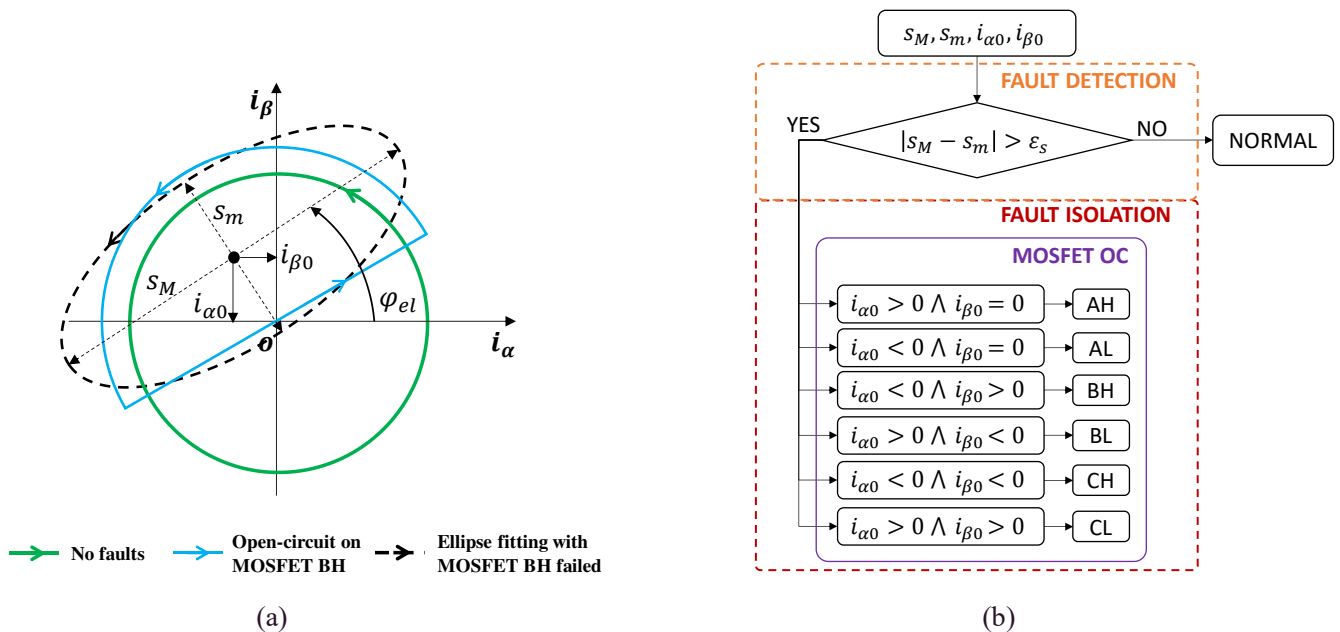 i_β
s_m
i_β0
s_M
i_α0
φ_el
o
i_α
No faults
Open-circuit on
MOSFET BH
Ellipse fitting with
MOSFET BH failed
(a)
s_M, s_m, i_α0, i_β0
FAULT DETECTION
YES
|s_M − s_m| > ε_s
NO
NORMAL
FAULT ISOLATION
MOSFET OC
i_α0 > 0 ⋀ i_β0 = 0
AH
i_α0 < 0 ⋀ i_β0 = 0
AL
i_α0 < 0 ⋀ i_β0 > 0
BH
i_α0 > 0 ⋀ i_β0 < 0
BL
i_α0 < 0 ⋀ i_β0 < 0
CH
i_α0 > 0 ⋀ i_β0 > 0
CL
(b)